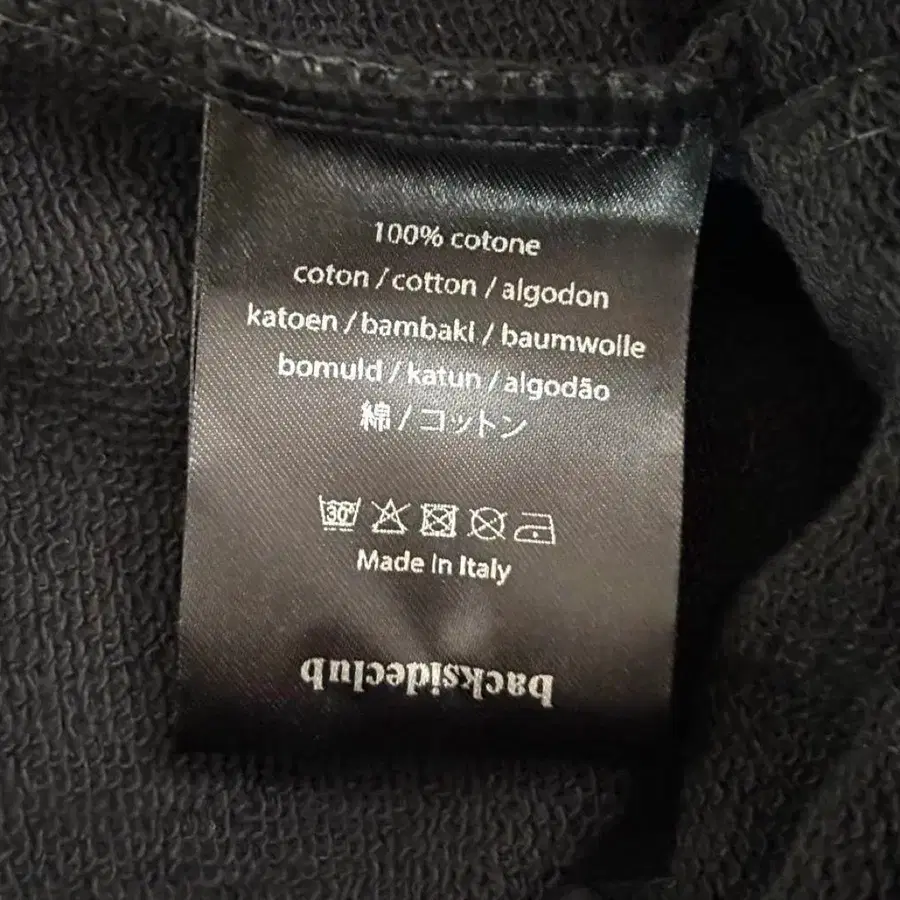 100% cotone
coton / cotton / algodon
katoen / bambaki / baumwolle
bomuld / katun / algodão
綿 / コットン
30°
Made in Italy
backsideclub